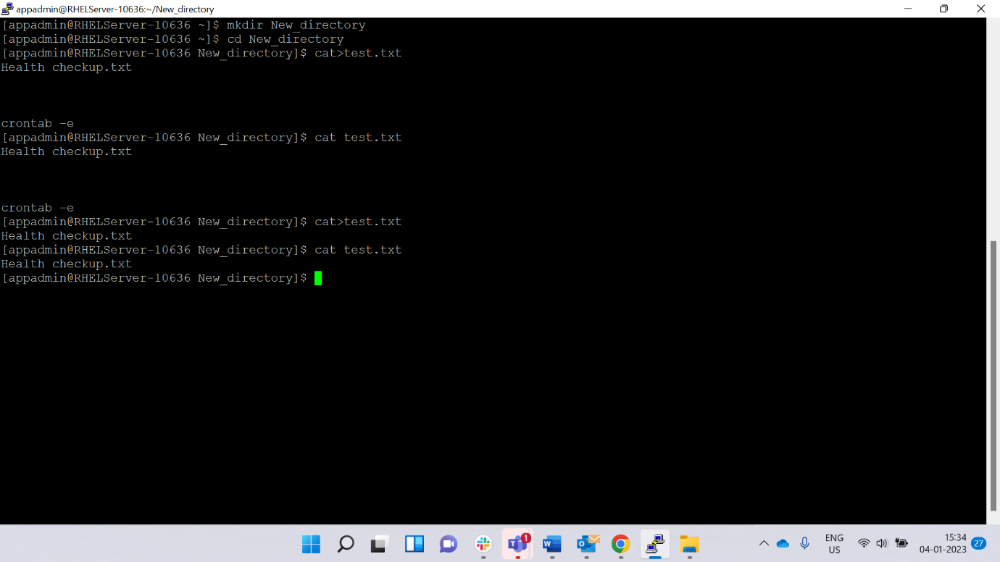 appadmin@RHELServer-10636:~/New_directory
[appadmin@RHELServer-10636 ~]$ mkdir New_directory
[appadmin@RHELServer-10636 ~]$ cd New_directory
[appadmin@RHELServer-10636 New_directory]$ cat>test.txt
Health checkup.txt
crontab -e
[appadmin@RHELServer-10636 New_directory]$ cat test.txt
Health checkup.txt
crontab -e
[appadmin@RHELServer-10636 New_directory]$ cat>test.txt
Health checkup.txt
[appadmin@RHELServer-10636 New_directory]$ cat test.txt
Health checkup.txt
[appadmin@RHELServer-10636 New_directory]$
T 1
W
O
ENG
US
15:34
04-01-2023
27